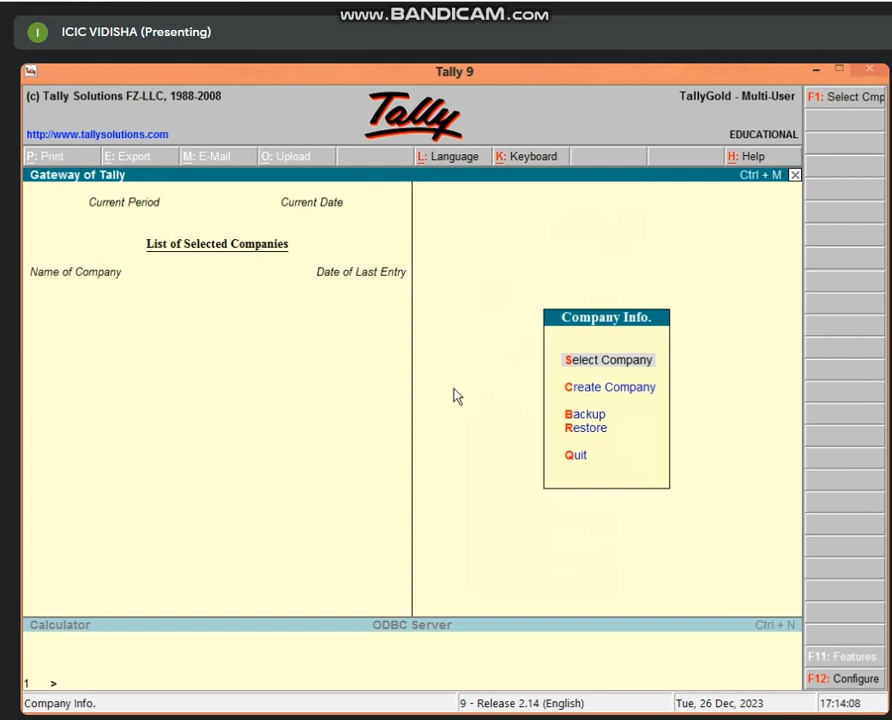 WWW.BANDICAM.COM
I ICIC VIDISHA (Presenting)
Tally Tally 9
(c) Tally Solutions FZ-LLC, 1988-2008 Tally TallyGold - Multi-User F1: Select Cmp
http://www.tallysolutions.com EDUCATIONAL
P: Print E: Export M: E-Mail O: Upload L: Language K: Keyboard H: Help
Gateway of Tally Ctrl + M
Current Period Current Date
List of Selected Companies
Name of Company Date of Last Entry
Company Info.
Select Company
Create Company
Backup
Restore
Quit
Calculator ODBC Server Ctrl + N
F11: Features
1 > F12: Configure
Company Info. 9 - Release 2.14 (English) Tue, 26 Dec, 2023 17:14:08